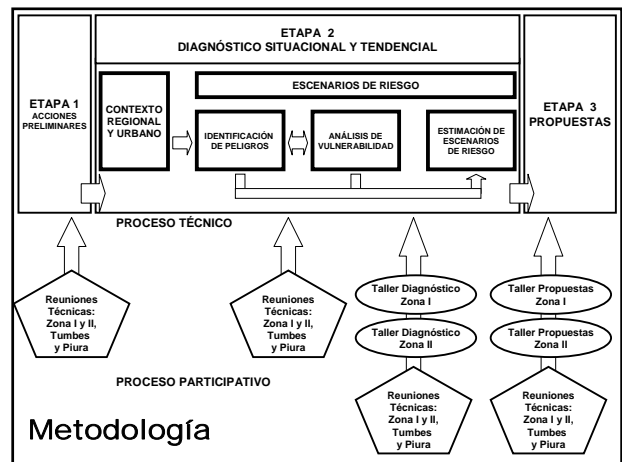 ETAPA 2
DIAGNÓSTICO SITUACIONAL Y TENDENCIAL
ETAPA 1
ACCIONES
PRELIMINARES
CONTEXTO
REGIONAL
Y URBANO
ESCENARIOS DE RIESGO
IDENTIFICACIÓN
DE PELIGROS
ANÁLISIS DE
VULNERABILIDAD
ESTIMACIÓN DE
ESCENARIOS
DE RIESGO
ETAPA 3
PROPUESTAS
PROCESO TÉCNICO
Reuniones
Técnicas:
Zona I y II,
Tumbes
y Piura
Reuniones
Técnicas:
Zona I y II,
Tumbes
y Piura
Taller Diagnóstico
Zona I
Taller Diagnóstico
Zona II
Reuniones
Técnicas:
Zona I y II,
Tumbes
y Piura
Taller Propuestas
Zona I
Taller Propuestas
Zona II
Reuniones
Técnicas:
Zona I y II,
Tumbes
y Piura
PROCESO PARTICIPATIVO
Metodología